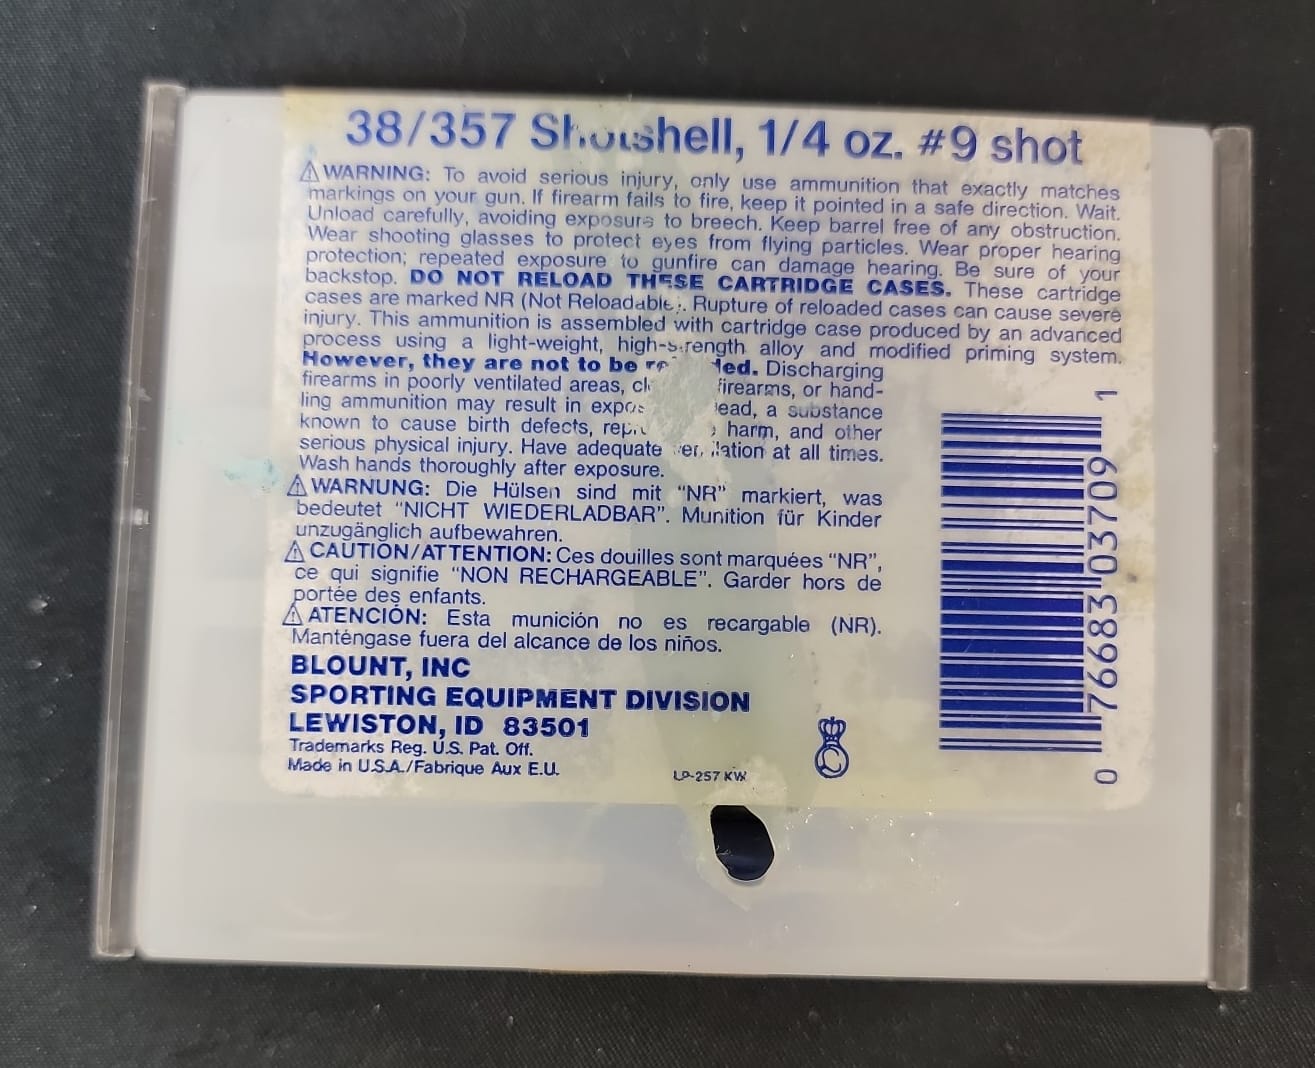 38/357 Shotshell, 1/4 oz. #9 shot
⚠ WARNING: To avoid serious injury, only use ammunition that exactly matches
markings on your gun. If firearm fails to fire, keep it pointed in a safe direction. Wait.
Unload carefully, avoiding exposure to breech. Keep barrel free of any obstruction.
Wear shooting glasses to protect eyes from flying particles. Wear proper hearing
protection; repeated exposure to gunfire can damage hearing. Be sure of your
backstop. DO NOT RELOAD THESE CARTRIDGE CASES. These cartridge
cases are marked NR (Not Reloadable). Rupture of reloaded cases can cause severe
injury. This ammunition is assembled with cartridge case produced by an advanced
process using a light-weight, high-strength alloy and modified priming system.
However, they are not to be Discharging
firearms in poorly ventilated areas, firearms, or hand-
ling ammunition may result in a substance
known to cause birth defects, harm, and other
serious physical injury. Have adequate ventilation at all times.
Wash hands thoroughly after exposure.
⚠ WARNUNG: Die Hülsen sind mit "NR" markiert, was
bedeutet "NICHT WIEDERLADBAR". Munition für Kinder
unzugänglich aufbewahren.
⚠ CAUTION/ATTENTION: Ces douilles sont marquées "NR",
ce qui signifie "NON RECHARGEABLE". Garder hors de
portée des enfants.
⚠ ATENCIÓN: Esta munición no es recargable (NR).
Manténgase fuera del alcance de los niños.
BLOUNT, INC
SPORTING EQUIPMENT DIVISION
LEWISTON, ID 83501
Trademarks Reg. U.S. Pat. Off.
Made in U.S.A./Fabrique Aux E.U.
LP-257 KW
0 76683 03709 1